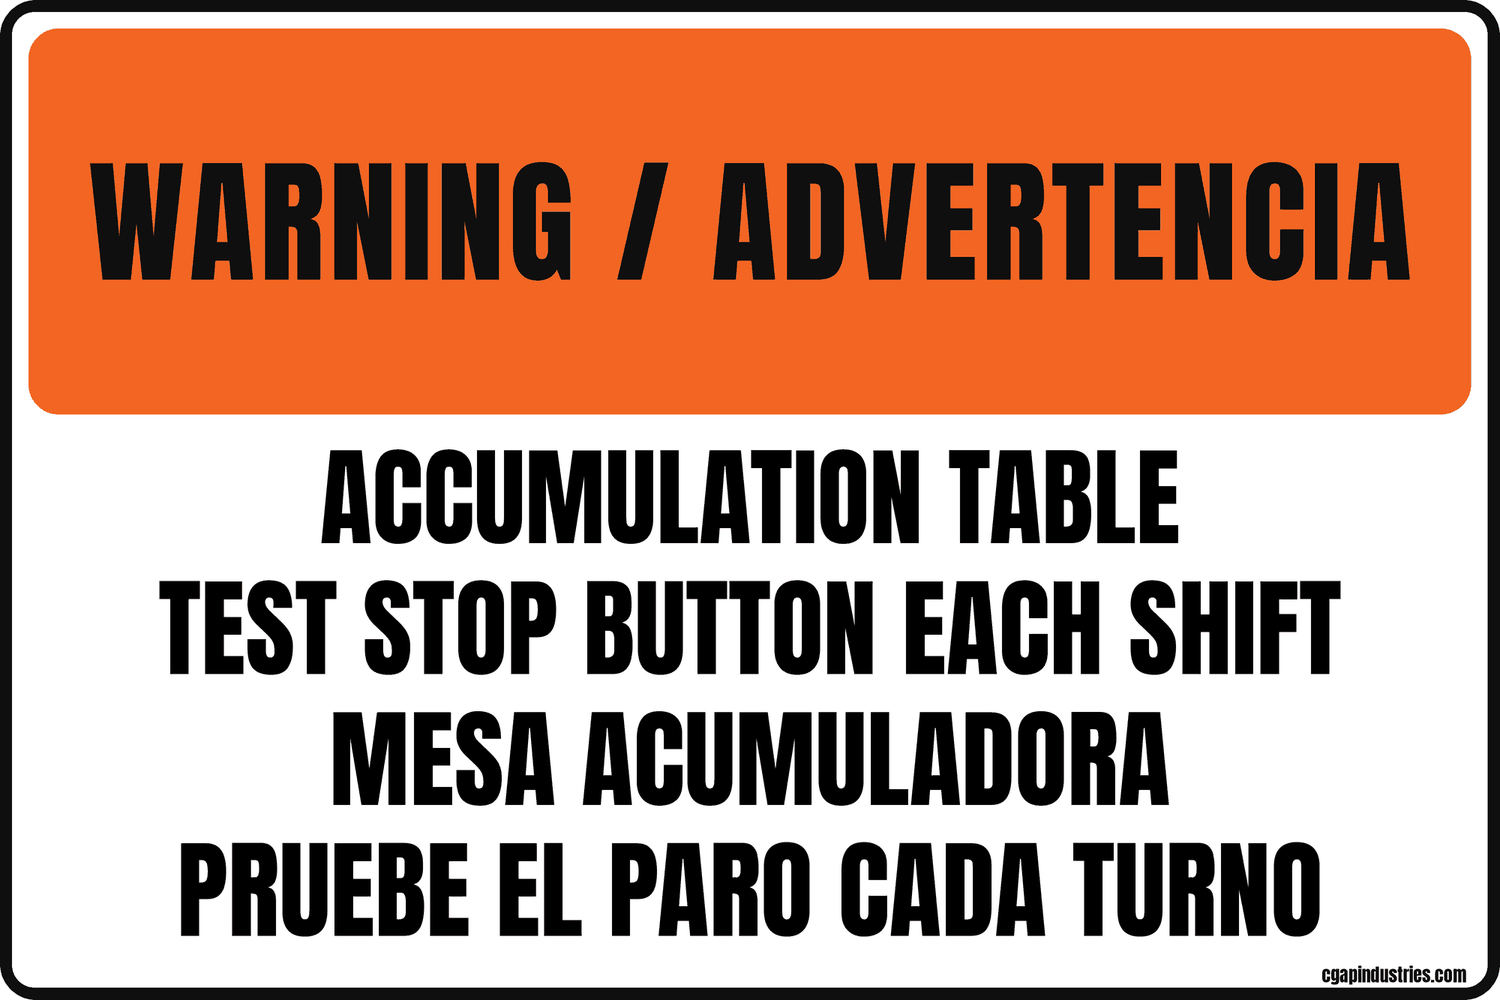 WARNING / ADVERTENCIA
ACCUMULATION TABLE
TEST STOP BUTTON EACH SHIFT
MESA ACUMULADORA
PRUEBE EL PARO CADA TURNO
cgapindustries.com